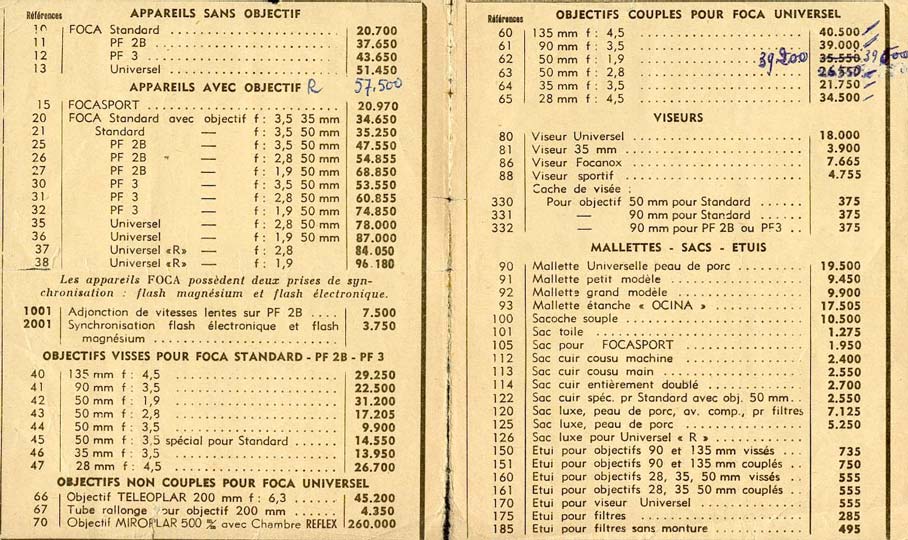 Références APPAREILS SANS OBJECTIF
10 FOCA Standard 20.700
11 PF 2B 37.650
12 PF 3 43.650
13 Universel 51.450
APPAREILS AVEC OBJECTIF R 57.500
15 FOCASPORT 20.970
20 FOCA Standard avec objectif f : 3,5 35 mm 34.650
21 Standard — f : 3,5 50 mm 35.250
25 PF 2B — f : 3,5 50 mm 47.550
26 PF 2B — f : 2,8 50 mm 54.855
27 PF 2B — f : 1,9 50 mm 68.850
30 PF 3 — f : 3,5 50 mm 53.550
31 PF 3 — f : 2,8 50 mm 60.855
32 PF 3 — f : 1,9 50 mm 74.850
35 Universel — f : 2,8 50 mm 78.000
36 Universel — f : 1,9 50 mm 87.000
37 Universel «R» — f : 2,8 84.050
38 Universel «R» — f : 1,9 96.180
Les appareils FOCA possèdent deux prises de syn-
chronisation : flash magnésium et flash électronique.
1001 Adjonction de vitesses lentes sur PF 2B .... 7.500
2001 Synchronisation flash électronique et flash 3.750
magnésium
OBJECTIFS VISSES POUR FOCA STANDARD - PF 2B - PF 3
40 135 mm f : 4,5 29.250
41 90 mm f : 3,5 22.500
42 50 mm f : 1,9 31.200
43 50 mm f : 2,8 17.205
44 50 mm f : 3,5 9.900
45 50 mm f : 3,5 spécial pour Standard 14.550
46 35 mm f : 3,5 13.950
47 28 mm f : 4,5 26.700
OBJECTIFS NON COUPLES POUR FOCA UNIVERSEL
66 Objectif TELEOPLAR 200 mm f : 6,3 45.200
67 Tube rallonge pour objectif 200 mm 4.350
70 Objectif MIROPLAR 500 m/m avec Chambre REFLEX 260.000
Références OBJECTIFS COUPLES POUR FOCA UNIVERSEL
60 135 mm f : 4,5 40.500
61 90 mm f : 3,5 39.000
62 50 mm f : 1,9 35.550
63 50 mm f : 2,8 26.550
64 35 mm f : 3,5 21.750
65 28 mm f : 4,5 34.500
VISEURS
80 Viseur Universel 18.000
81 Viseur 35 mm 3.900
86 Viseur Focanox 7.665
88 Viseur sportif 4.755
Cache de visée :
330 Pour objectif 50 mm pour Standard 375
331 — 90 mm pour Standard 375
332 — 90 mm pour PF 2B ou PF3 .. 375
MALLETTES - SACS - ETUIS
90 Mallette Universelle peau de porc 19.500
91 Mallette petit modèle 9.450
92 Mallette grand modèle 9.900
93 Mallette étanche « OCINA » 17.505
100 Sacoche souple 10.500
101 Sac toile 1.275
105 Sac pour FOCASPORT 1.950
112 Sac cuir cousu machine 2.400
113 Sac cuir cousu main 2.550
114 Sac cuir entièrement doublé 2.700
122 Sac cuir spéc. pr Standard avec obj. 50 mm.. 2.550
120 Sac luxe, peau de porc, av. comp., pr filtres 7.125
125 Sac luxe, peau de porc 5.250
126 Sac luxe pour Universel « R »
150 Etui pour objectifs 90 et 135 mm vissés ... 735
151 Etui pour objectifs 90 et 135 mm couplés .. 750
160 Etui pour objectifs 28, 35, 50 mm vissés .. 555
161 Etui pour objectifs 28, 35 50 mm couplés .. 555
170 Etui pour viseur Universel 555
175 Etui pour filtres 285
185 Etui pour filtres sans monture 495